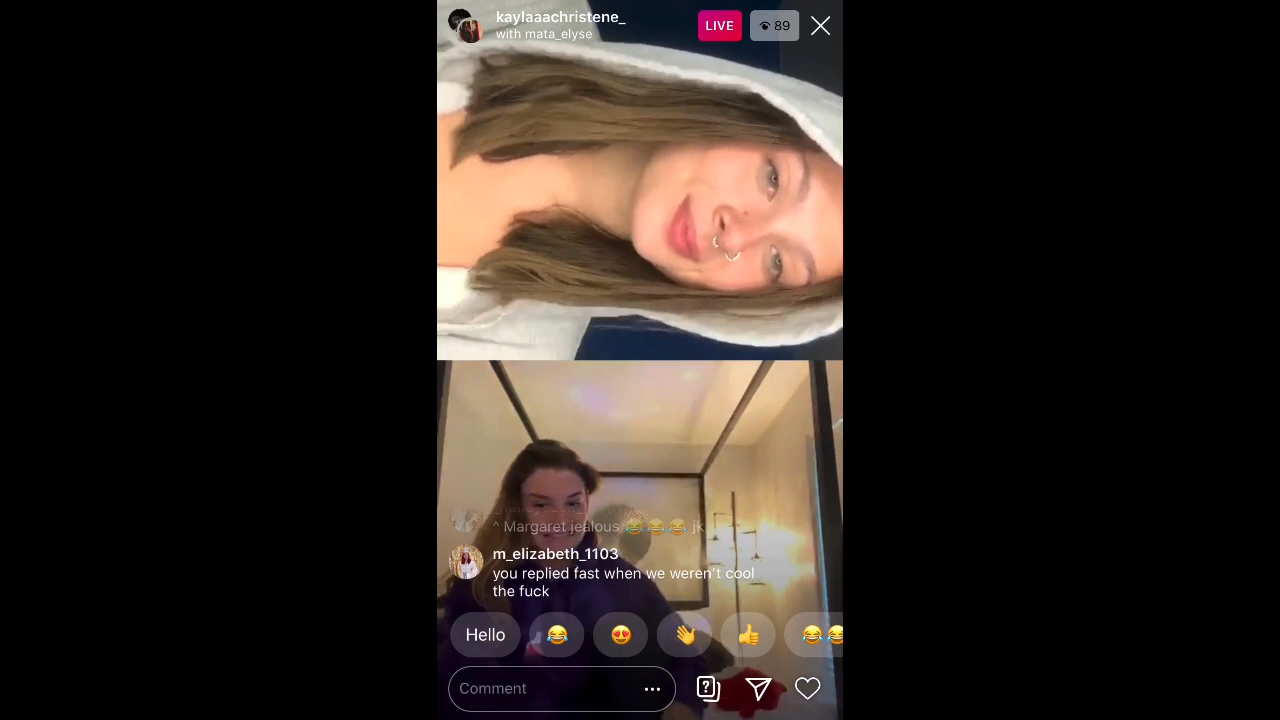 kaylaaachristene_
with mata_elyse
LIVE
89
^ Margaret jealous 😂😂😂 jk
m_elizabeth_1103
you replied fast when we weren't cool
the fuck
Hello
Comment